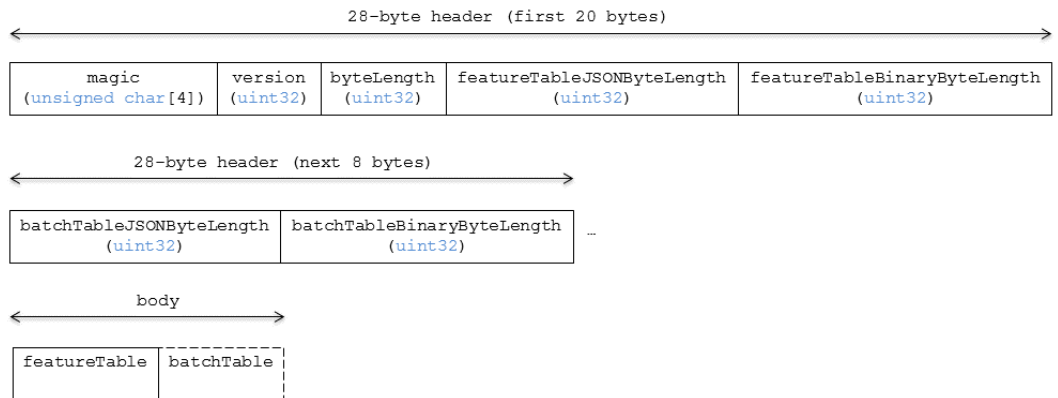 28-byte header (first 20 bytes)
magic version byteLength featureTableJSONByteLength featureTableBinaryByteLength
(unsigned char[4]) (uint32) (uint32) (uint32) (uint32)
28-byte header (next 8 bytes)
batchTableJSONByteLength batchTableBinaryByteLength
(uint32) (uint32) …
body
featureTable batchTable